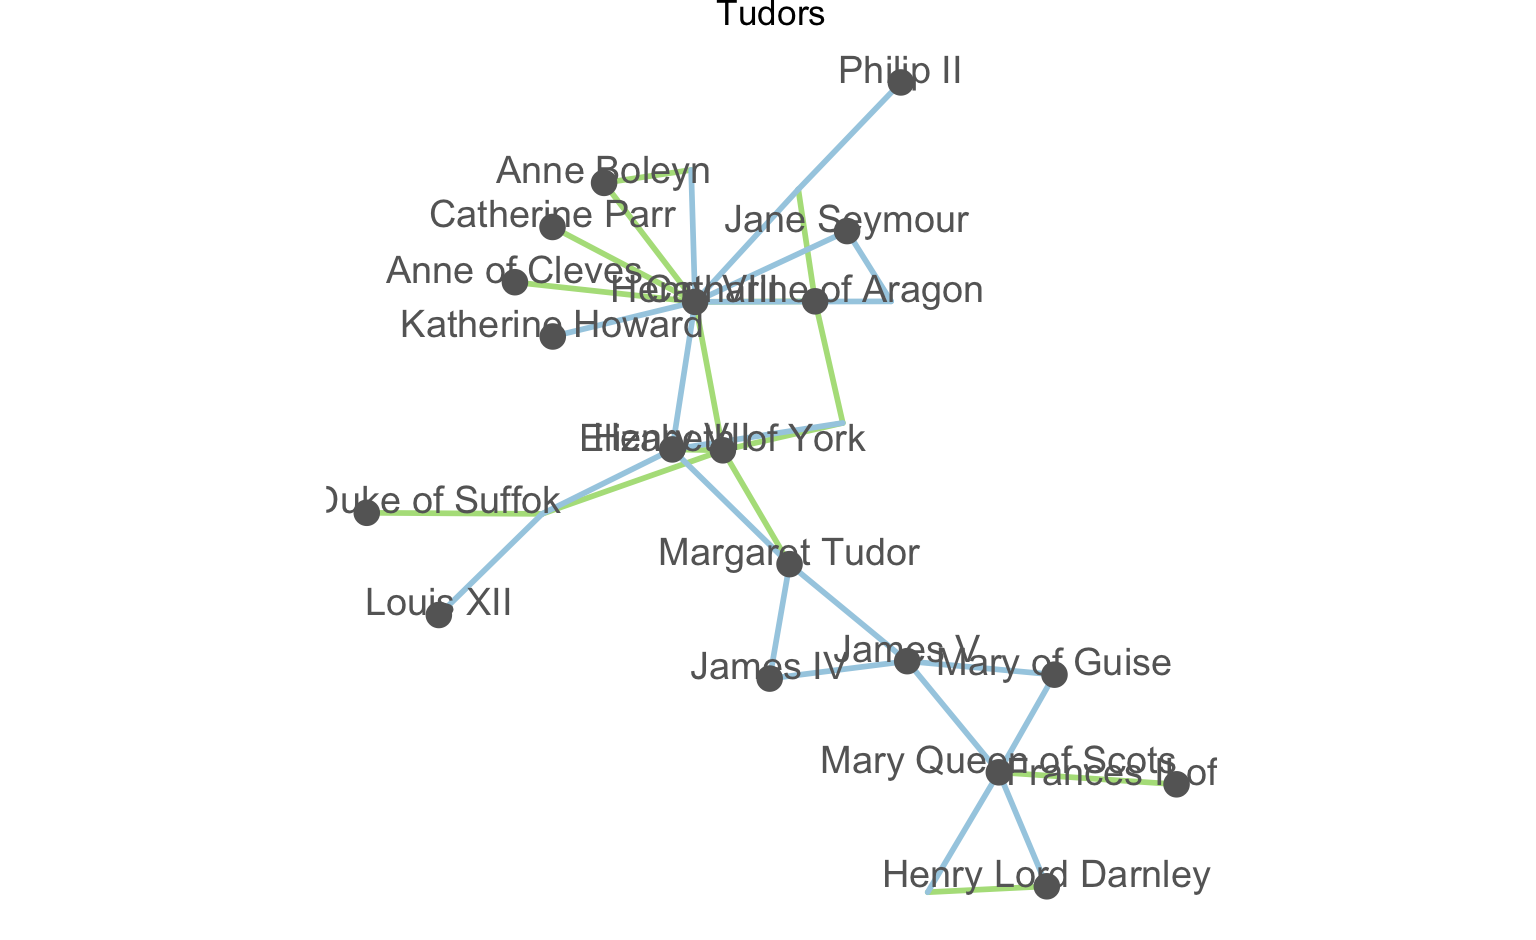 Tudors
Philip II
Anne Boleyn
Catherine Parr
Jane Seymour
Anne of Cleves
Henry VIII
Catharine of Aragon
Katherine Howard
Elizabeth of York
Henry VII
Duke of Suffok
Margaret Tudor
Louis XII
James V
James IV
Mary of Guise
Mary Queen of Scots
Frances II of
Henry Lord Darnley